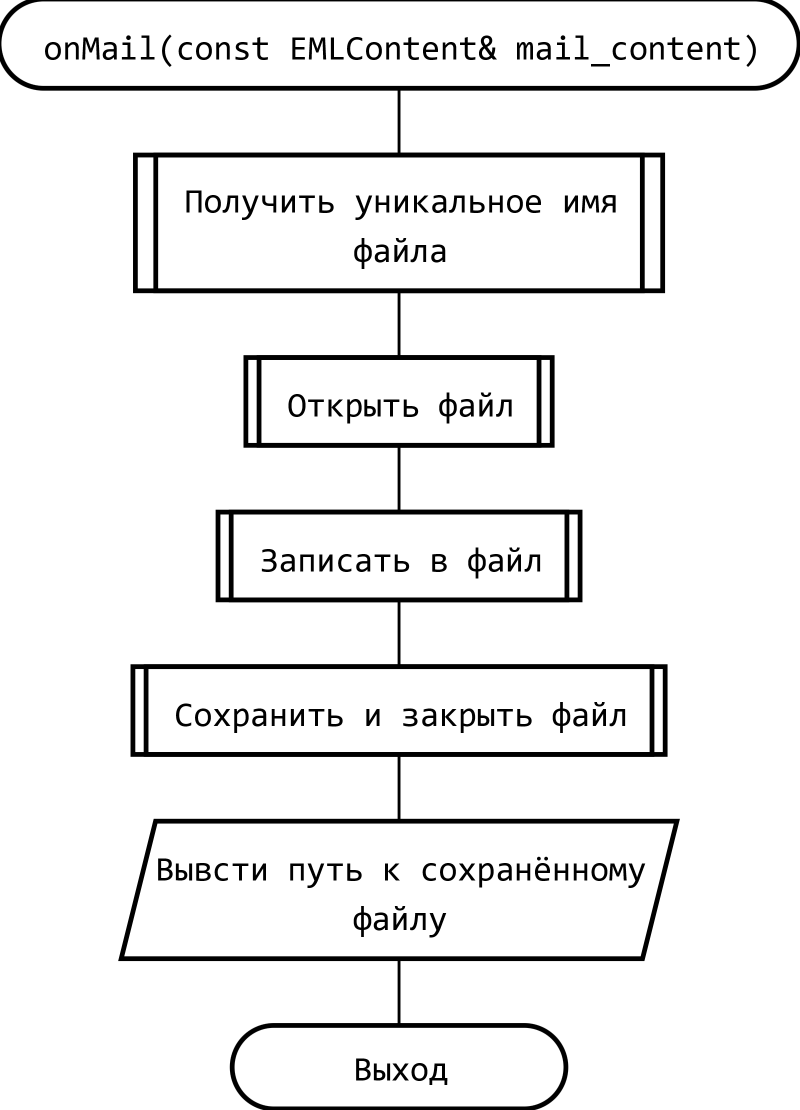 onMail(const EMLContent& mail_content)
Получить уникальное имя
файла
Открыть файл
Записать в файл
Сохранить и закрыть файл
Вывсти путь к сохранённому
файлу
Выход